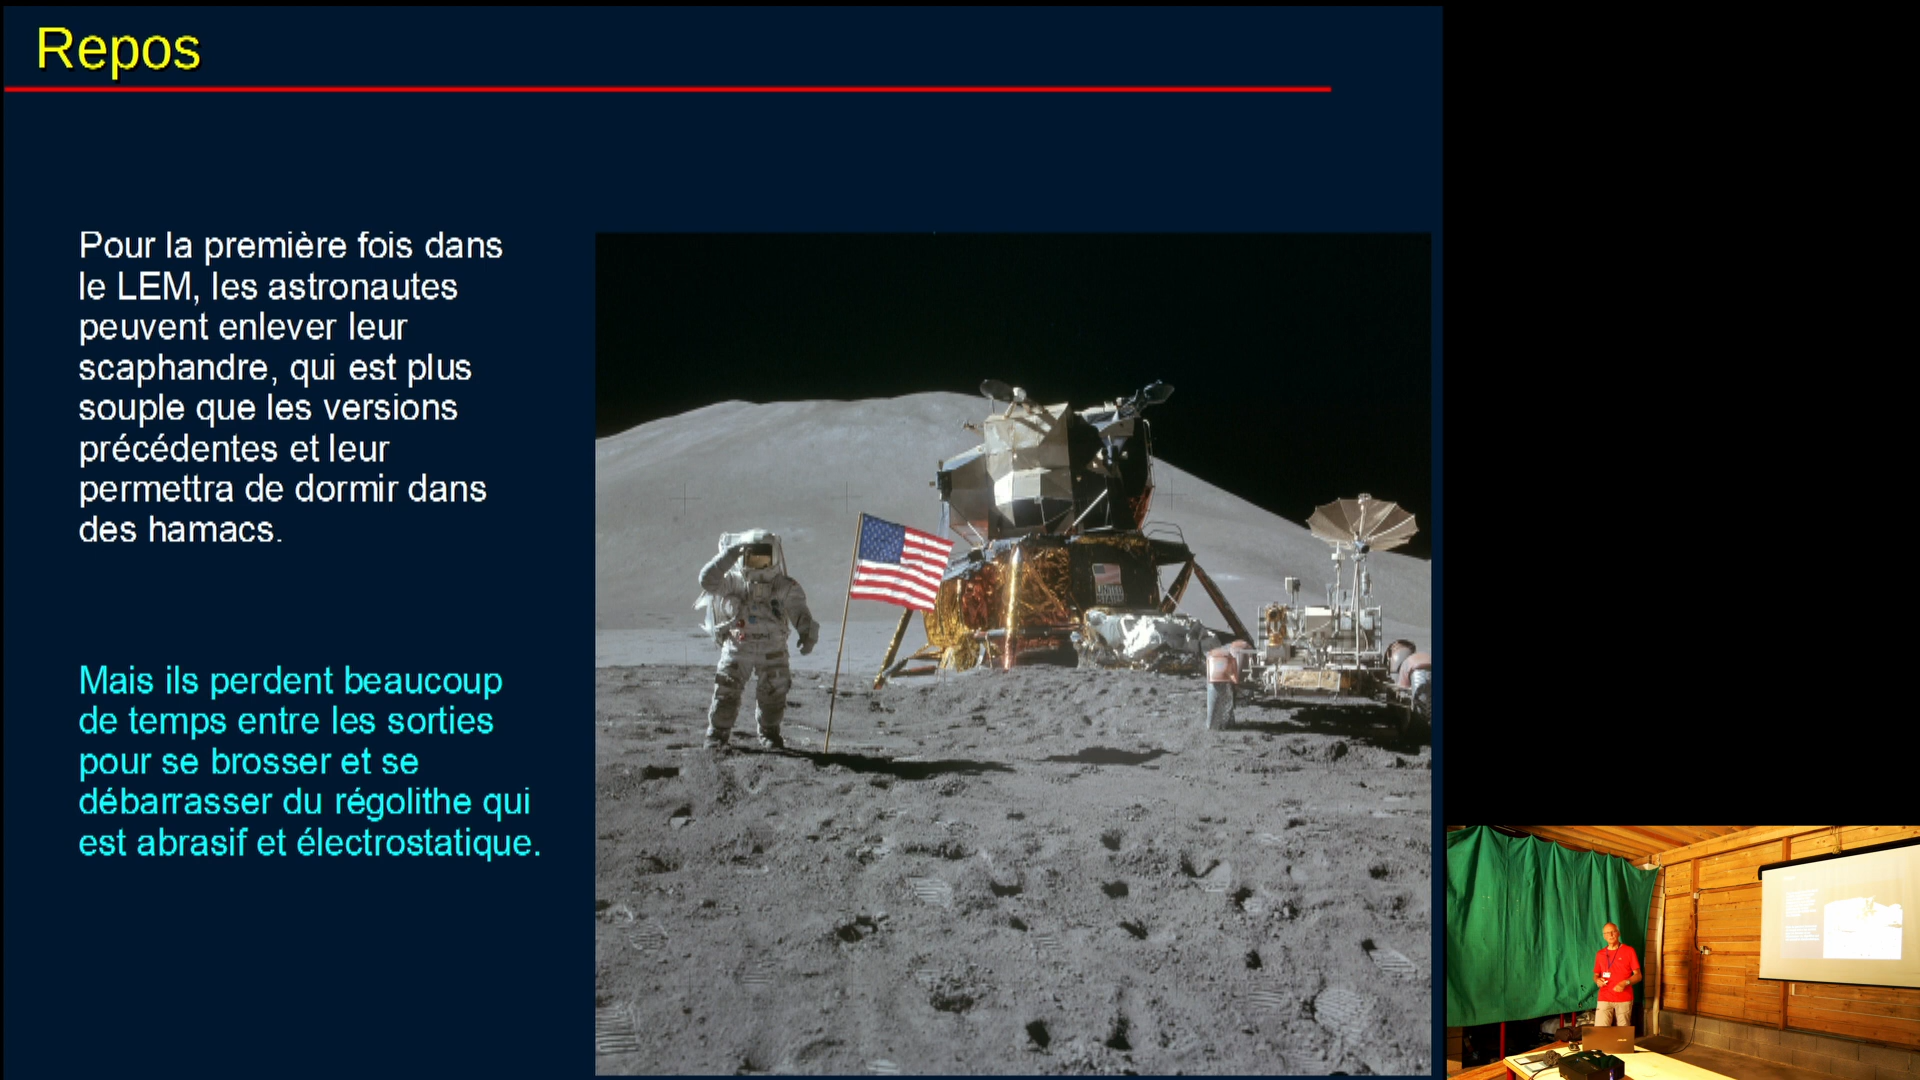 Repos
Pour la première fois dans
le LEM, les astronautes
peuvent enlever leur
scaphandre, qui est plus
souple que les versions
précédentes et leur
permettra de dormir dans
des hamacs.
Mais ils perdent beaucoup
de temps entre les sorties
pour se brosser et se
débarrasser du régolithe qui
est abrasif et électrostatique.